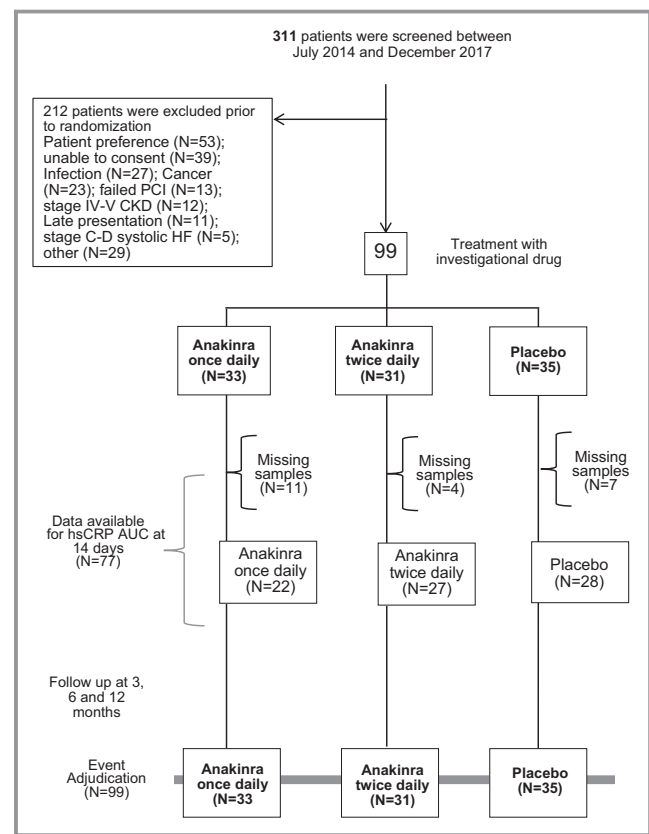 311 patients were screened between
July 2014 and December 2017
212 patients were excluded prior
to randomization
Patient preference (N=53);
unable to consent (N=39);
Infection (N=27); Cancer
(N=23); failed PCI (N=13);
stage IV-V CKD (N=12);
Late presentation (N=11);
stage C-D systolic HF (N=5);
other (N=29)
99
Treatment with
investigational drug
Anakinra
once daily
(N=33)
Anakinra
twice daily
(N=31)
Placebo
(N=35)
Missing
samples
(N=11)
Missing
samples
(N=4)
Missing
samples
(N=7
Data available
for hsCRP AUC at
14 days
(N=77)
Anakinra
once daily
(N=22)
Anakinra
twice daily
(N=27)
Placebo
(N=28)
Follow up at 3,
6 and 12
months
Event
Adjudication
(N=99)
Anakinra
once daily
(N=33
Anakinra
twice daily
(N=31)
Placebo
(N=35)